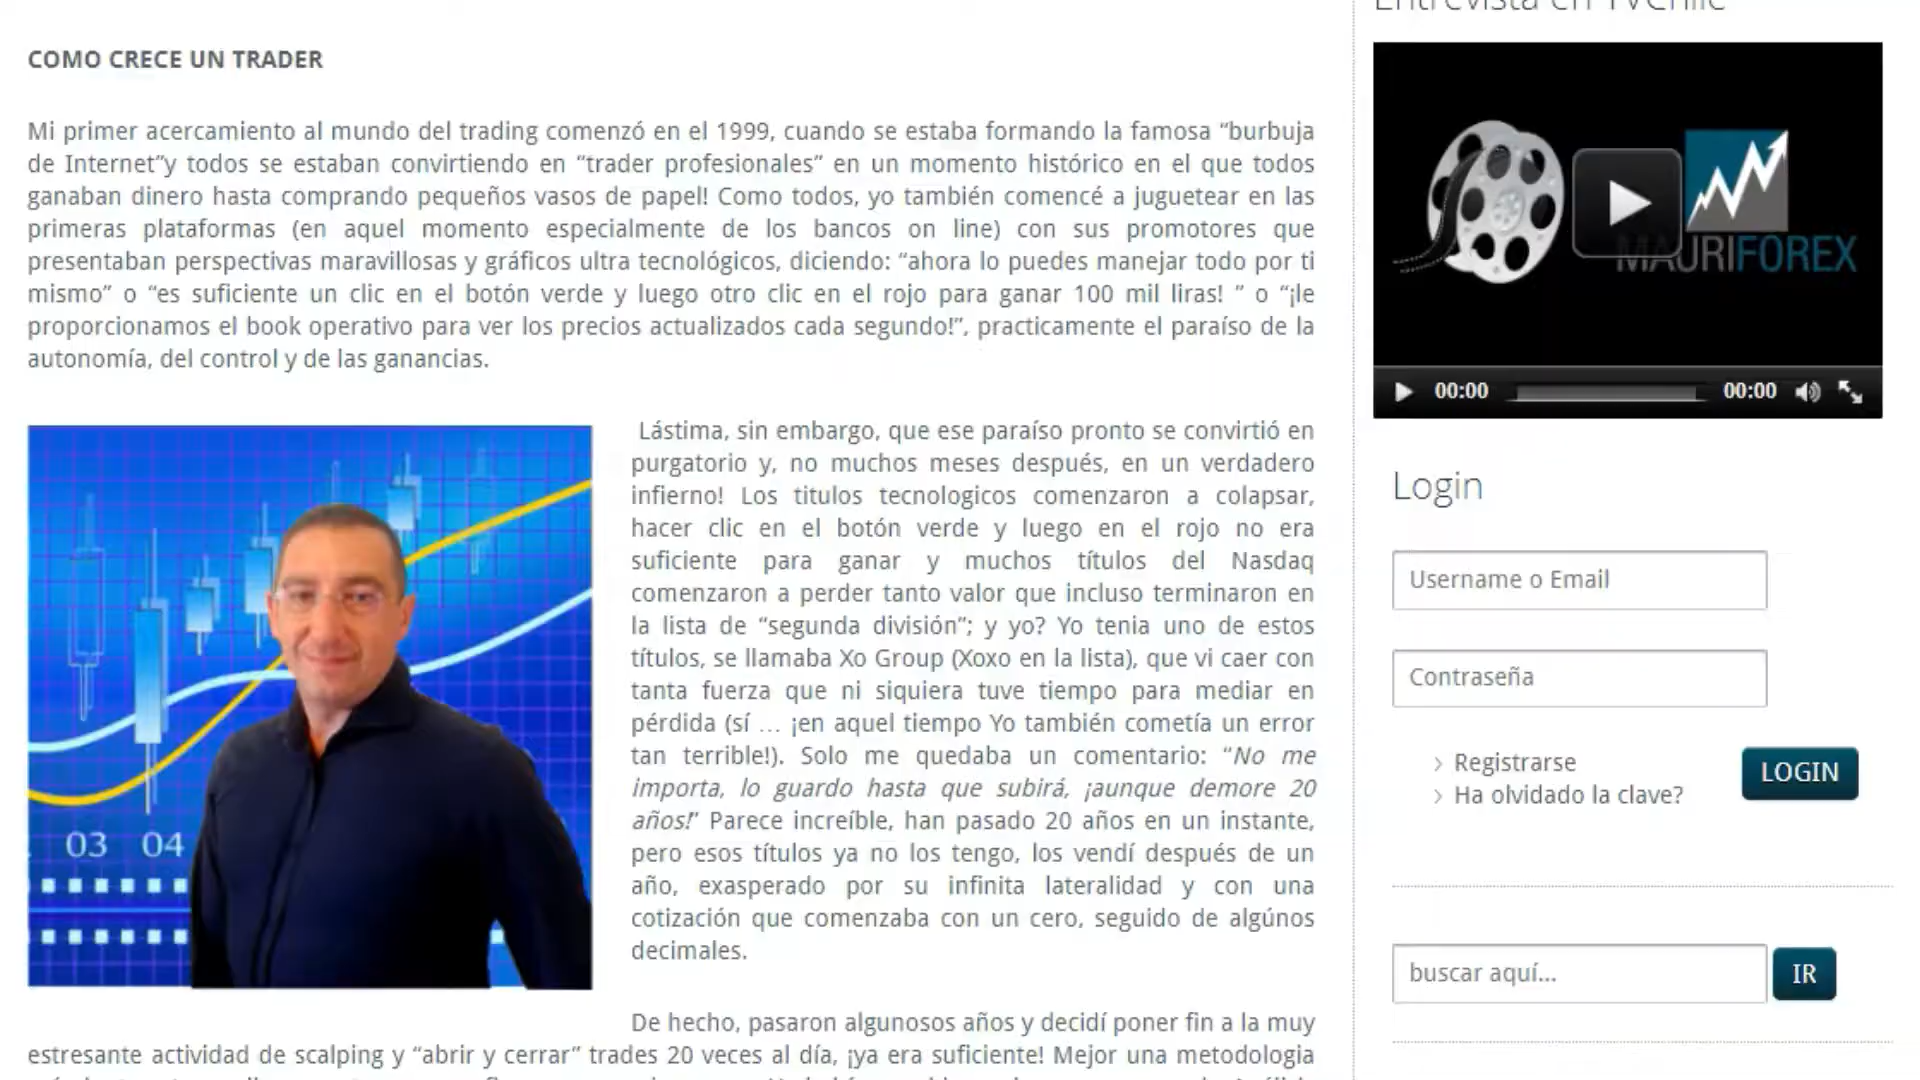 Entrevista en TVChile
COMO CRECE UN TRADER
Mi primer acercamiento al mundo del trading comenzó en el 1999, cuando se estaba formando la famosa “burbuja
de Internet”y todos se estaban convirtiendo en “trader profesionales” en un momento histórico en el que todos
ganaban dinero hasta comprando pequeños vasos de papel! Como todos, yo también comencé a juguetear en las
primeras plataformas (en aquel momento especialmente de los bancos on line) con sus promotores que
presentaban perspectivas maravillosas y gráficos ultra tecnológicos, diciendo: “ahora lo puedes manejar todo por ti
mismo” o “es suficiente un clic en el botón verde y luego otro clic en el rojo para ganar 100 mil liras! ” o “¡le
proporcionamos el book operativo para ver los precios actualizados cada segundo!”, practicamente el paraíso de la
autonomía, del control y de las ganancias.
Lástima, sin embargo, que ese paraíso pronto se convirtió en
purgatorio y, no muchos meses después, en un verdadero
infierno! Los titulos tecnologicos comenzaron a colapsar,
hacer clic en el botón verde y luego en el rojo no era
suficiente para ganar y muchos títulos del Nasdaq
comenzaron a perder tanto valor que incluso terminaron en
la lista de “segunda división”; y yo? Yo tenia uno de estos
títulos, se llamaba Xo Group (Xoxo en la lista), que vi caer con
tanta fuerza que ni siquiera tuve tiempo para mediar en
pérdida (sí … ¡en aquel tiempo Yo también cometía un error
tan terrible!). Solo me quedaba un comentario: “No me
importa, lo guardo hasta que subirá, ¡aunque demore 20
años!” Parece increíble, han pasado 20 años en un instante,
pero esos títulos ya no los tengo, los vendí después de un
año, exasperado por su infinita lateralidad y con una
cotización que comenzaba con un cero, seguido de algúnos
decimales.
De hecho, pasaron algunosos años y decidí poner fin a la muy
estresante actividad de scalping y “abrir y cerrar” trades 20 veces al día, ¡ya era suficiente! Mejor una metodologia
03 04
MAURIFOREX
00:00 00:00
Login
Username o Email
Contraseña
Registrarse
Ha olvidado la clave?
LOGIN
buscar aquí...
IR